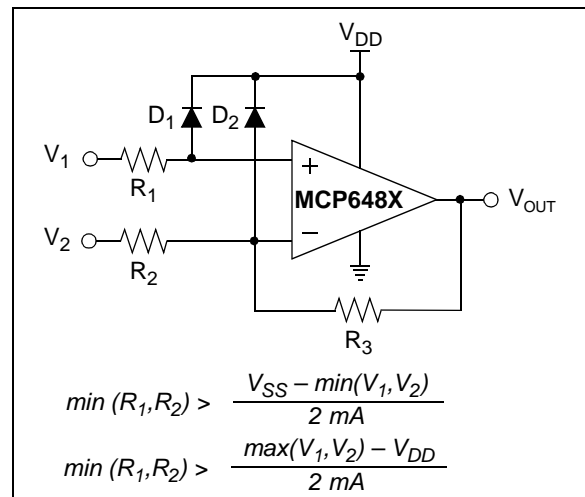 V_DD
D_1 D_2
V_1
R_1
+
MCP648X
V_OUT
V_2
–
R_2
R_3
min (R_1,R_2) > (V_SS – min(V_1,V_2)) / 2 mA
min (R_1,R_2) > (max(V_1,V_2) – V_DD) / 2 mA